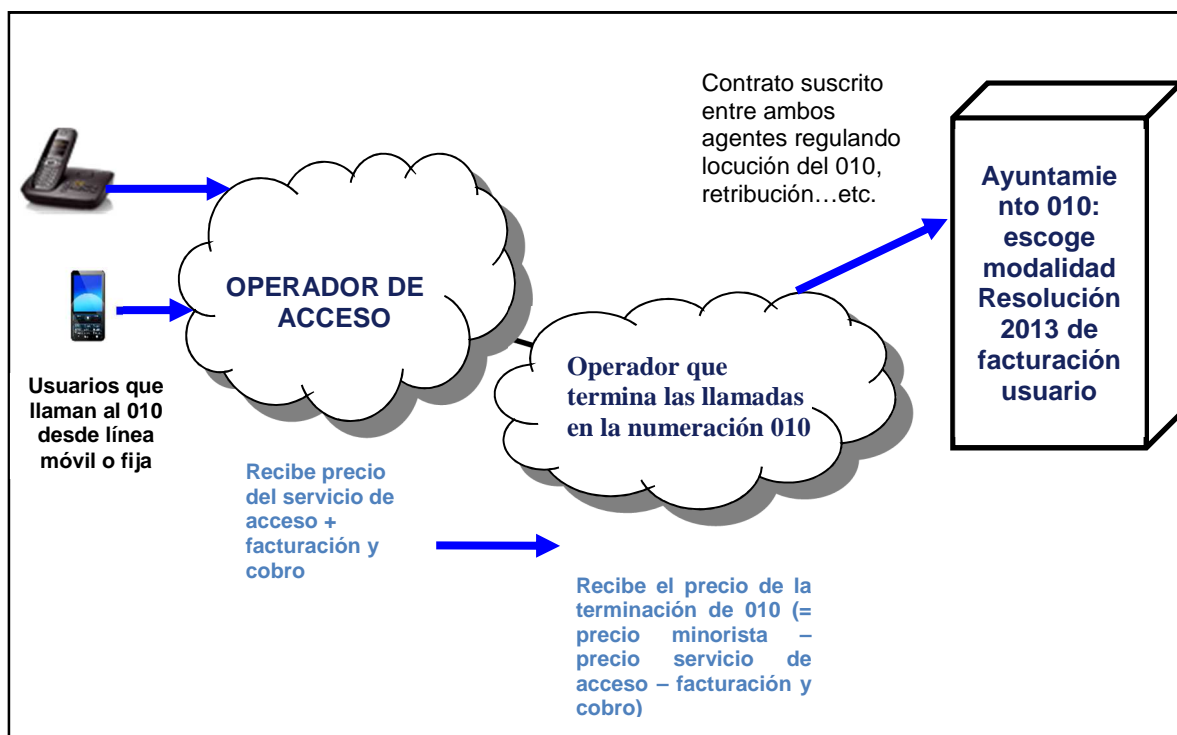 Contrato suscrito
entre ambos
agentes regulando
locución del 010,
retribución…etc.
Ayuntamie
nto 010:
escoge
modalidad
Resolución
2013 de
facturación
usuario
OPERADOR DE
ACCESO
Operador que
termina las llamadas
en la numeración 010
Usuarios que
llaman al 010
desde línea
móvil o fija
Recibe precio
del servicio de
acceso +
facturación y
cobro
Recibe el precio de la
terminación de 010 (=
precio minorista –
precio servicio de
acceso – facturación y
cobro)